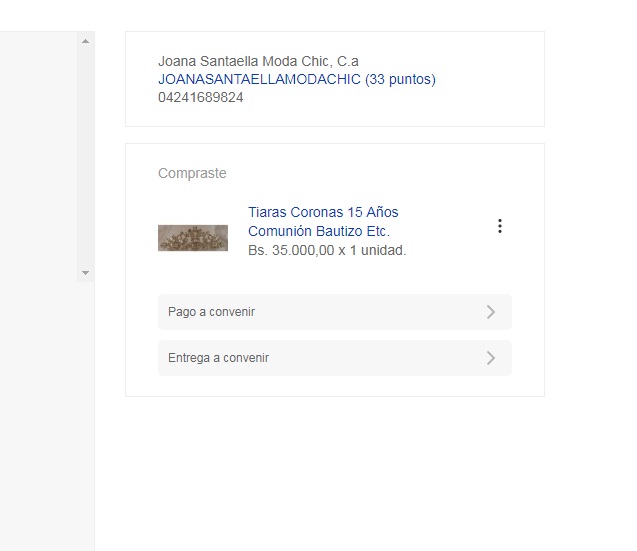 Joana Santaella Moda Chic, C.a
JOANASANTAELLAMODACHIC (33 puntos)
04241689824
Compraste
Tiaras Coronas 15 Años
Comunión Bautizo Etc.
Bs. 35.000,00 x 1 unidad.
Pago a convenir
Entrega a convenir